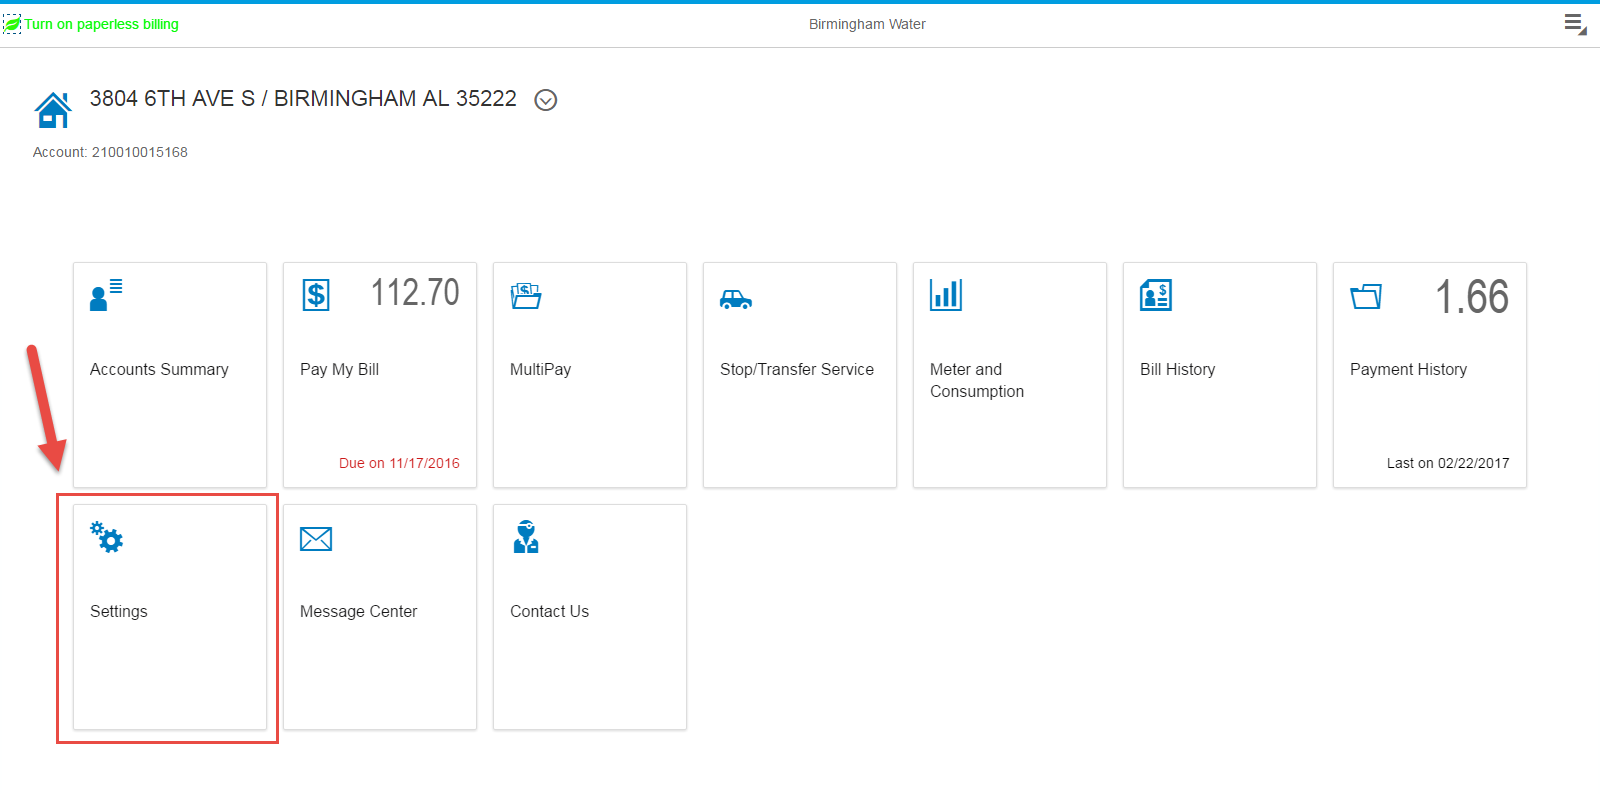 Turn on paperless billing
Birmingham Water
3804 6TH AVE S / BIRMINGHAM AL 35222
Account: 210010015168
Accounts Summary
112.70
Pay My Bill
Due on 11/17/2016
MultiPay
Stop/Transfer Service
Meter and
Consumption
Bill History
1.66
Payment History
Last on 02/22/2017
Settings
Message Center
Contact Us